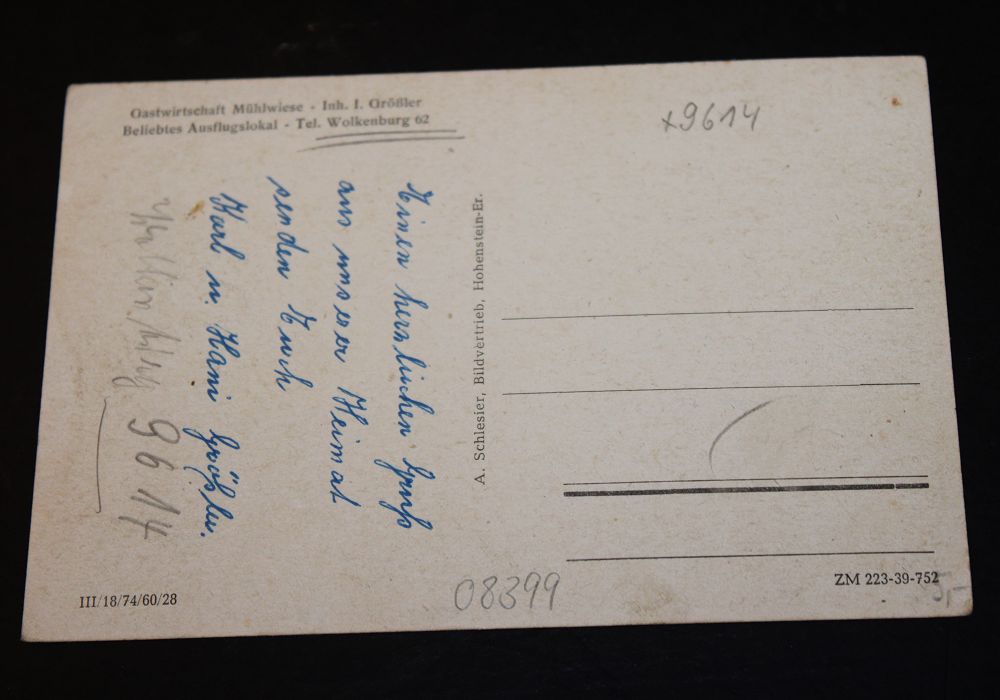 Gastwirtschaft Mühlwiese - Inh. I. Größler
Beliebtes Ausflugslokal - Tel. Wolkenburg 62
x9614
Einen herzlichen Gruß
aus unserer Heimat
senden Euch
Karl u. Hani Größler.
9614
A. Schlesier, Bildvertrieb, Hohenstein-Er.
III/18/74/60/28
08399
ZM 223-39-752
5,-